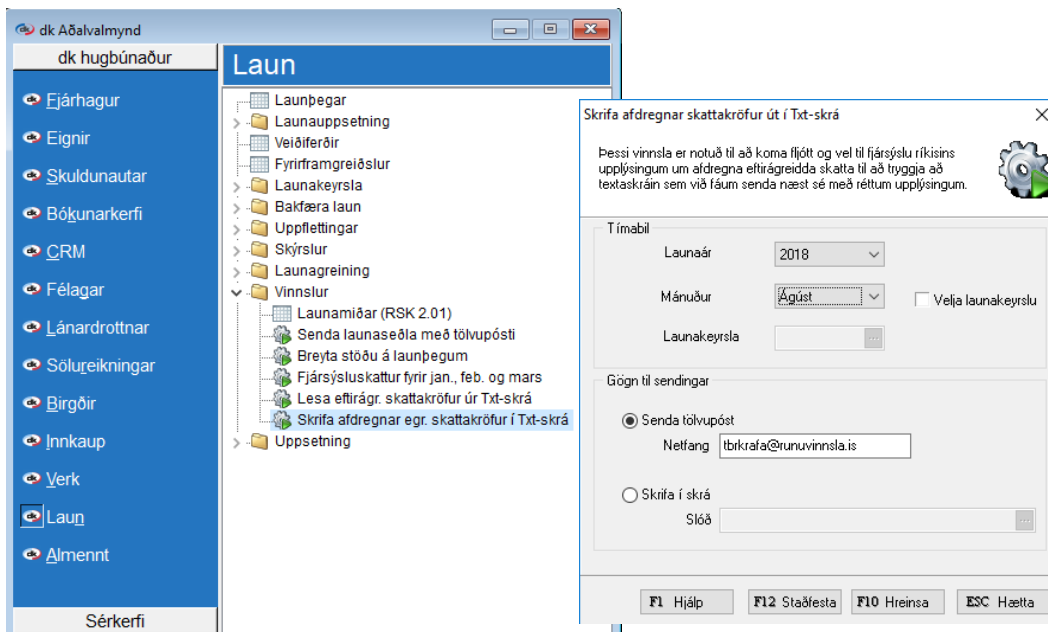 dk Aðalvalmynd
dk hugbúnaður
Fjárhagur
Eignir
Skuldunautar
Bókunarkerfi
CRM
Félagar
Lánardrottnar
Sölureikningar
Birgðir
Innkaup
Verk
Laun
Almennt
Sérkerfi
Laun
Launþegar
Launauppsetning
Veiðiferðir
Fyrirframgreiðslur
Launakeyrsla
Bakfæra laun
Uppflettingar
Skýrslur
Launagreining
Vinnslur
Launamiðar (RSK 2.01)
Senda launaseðla með tölvupósti
Breyta stöðu á launþegum
Fjársýsluskattur fyrir jan., feb. og mars
Lesa eftirágr. skattakröfur úr Txt-skrá
Skrifa afdregnar egr. skattakröfur í Txt-skrá
Uppsetning
Skrifa afdregnar skattakröfur út í Txt-skrá
Þessi vinnsla er notuð til að koma fljótt og vel til fjársýslu ríkisins
upplýsingum um afdregna eftirágreidda skatta til að tryggja að
textaskráin sem við fáum senda næst sé með réttum upplýsingum.
Tímabil
Launaár 2018
Mánuður Ágúst Velja launakeyrslu
Launakeyrsla ...
Gögn til sendingar
Senda tölvupóst
Netfang tbrkrafa@runuvinnsla.is
Skrifa í skrá
Slóð ...
F1 Hjálp F12 Staðfesta F10 Hreinsa ESC Hætta